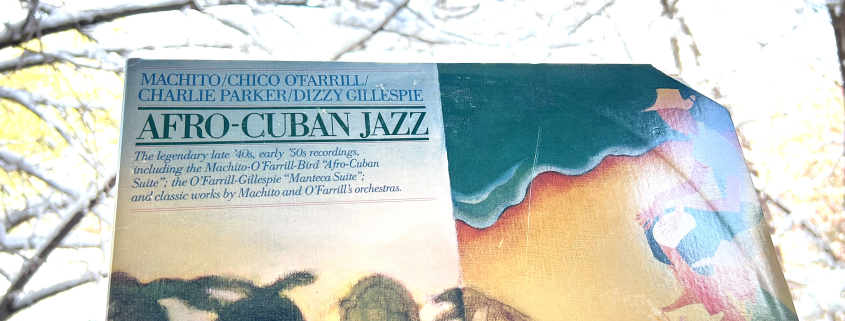 MACHITO/CHICO O'FARRILL/
CHARLIE PARKER/DIZZY GILLESPIE
AFRO-CUBAN JAZZ
The legendary late '40s, early '50s recordings,
including the Machito-O'Farrill-Bird "Afro-Cuban
Suite"; the O'Farrill-Gillespie "Manteca Suite";
and classic works by Machito and O'Farrill's orchestras.